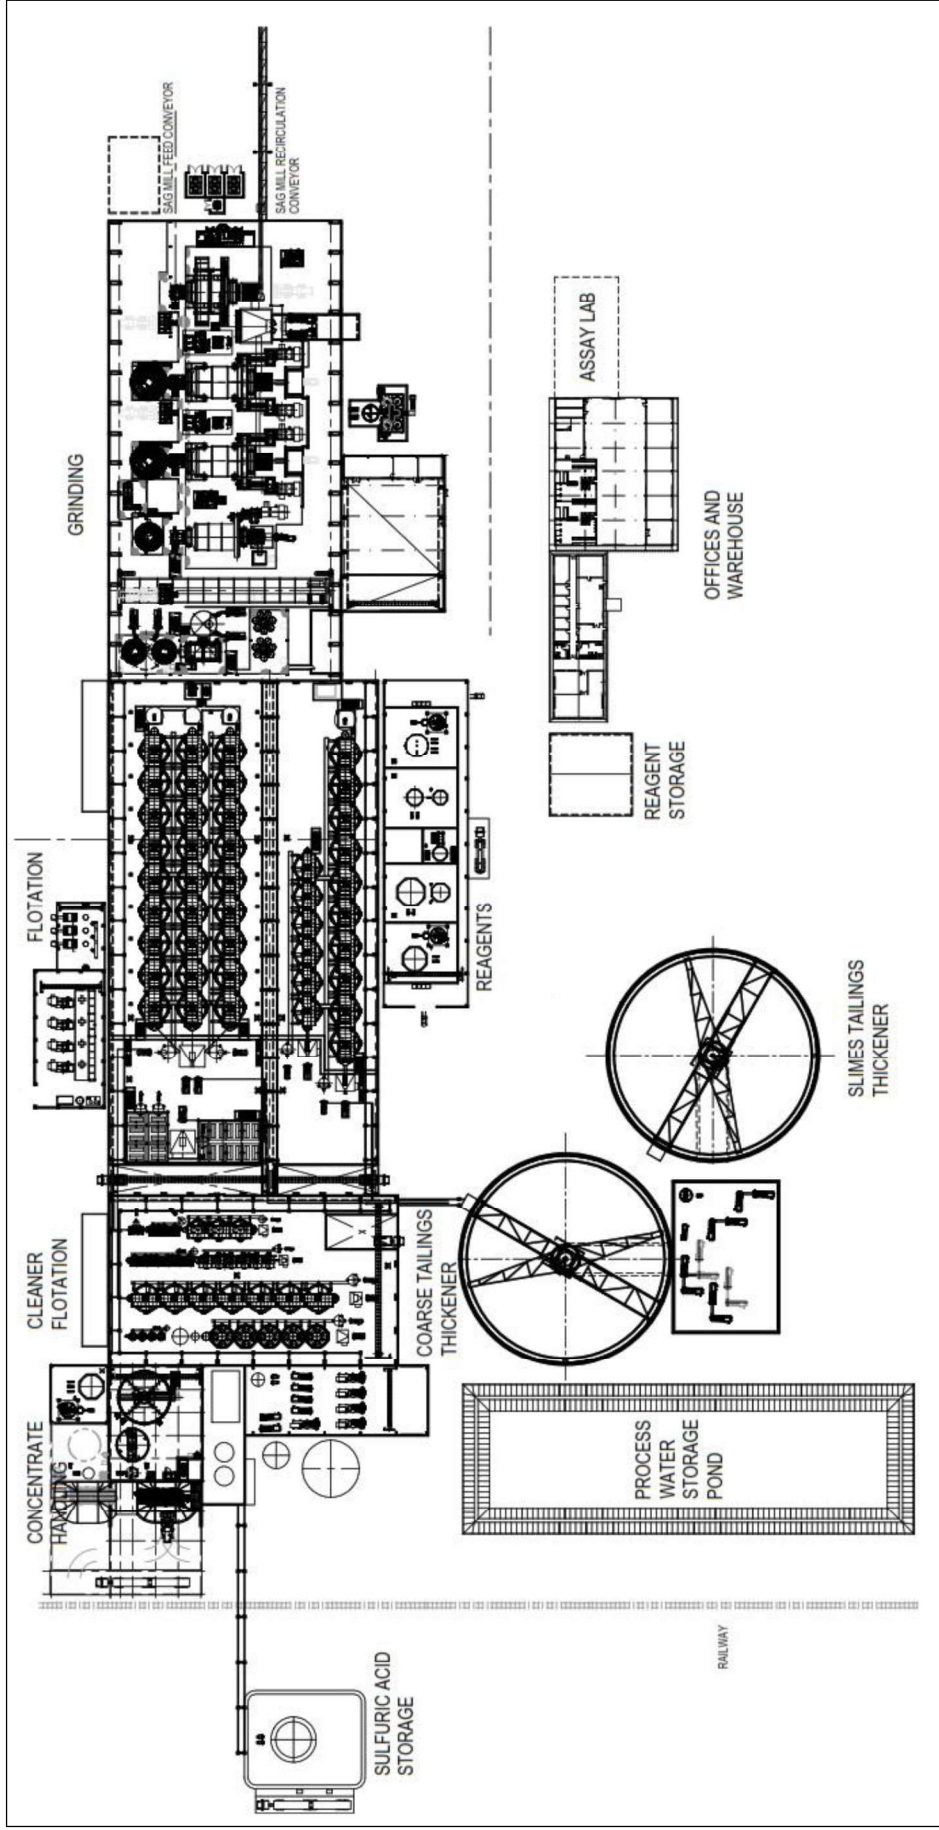 SAG MILL FEED CONVEYOR
SAG MILL RECIRCULATION
CONVEYOR
GRINDING
ASSAY LAB
OFFICES AND
WAREHOUSE
REAGENT
STORAGE
FLOTATION
REAGENTS
SLIMES TAILINGS
THICKENER
CLEANER
FLOTATION
COARSE TAILINGS
THICKENER
CONCENTRATE
HANDLING
PROCESS
WATER
STORAGE
POND
RAILWAY
SULFURIC ACID
STORAGE